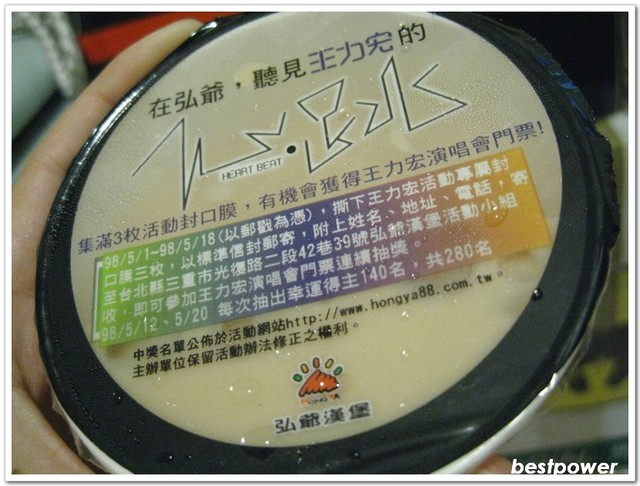 在弘爺，聽見王力宏的
心.跳
HEART BEAT
集滿3枚活動封口膜，有機會獲得王力宏演唱會門票!
98/5/1~98/5/18(以郵戳為憑)，撕下王力宏活動專屬封
口膜三枚，以標準信封郵寄，附上姓名、地址、電話，寄
至台北縣三重市光復路二段42巷39號弘爺漢堡活動小組
收，即可參加王力宏演唱會門票連續抽獎。
98/5/12、5/20 每次抽出幸運得主140名，共280名
中獎名單公佈於活動網站http://www.hongya88.com.tw。
主辦單位保留活動辦法修正之權利。
HONG YA
弘爺漢堡
bestpower